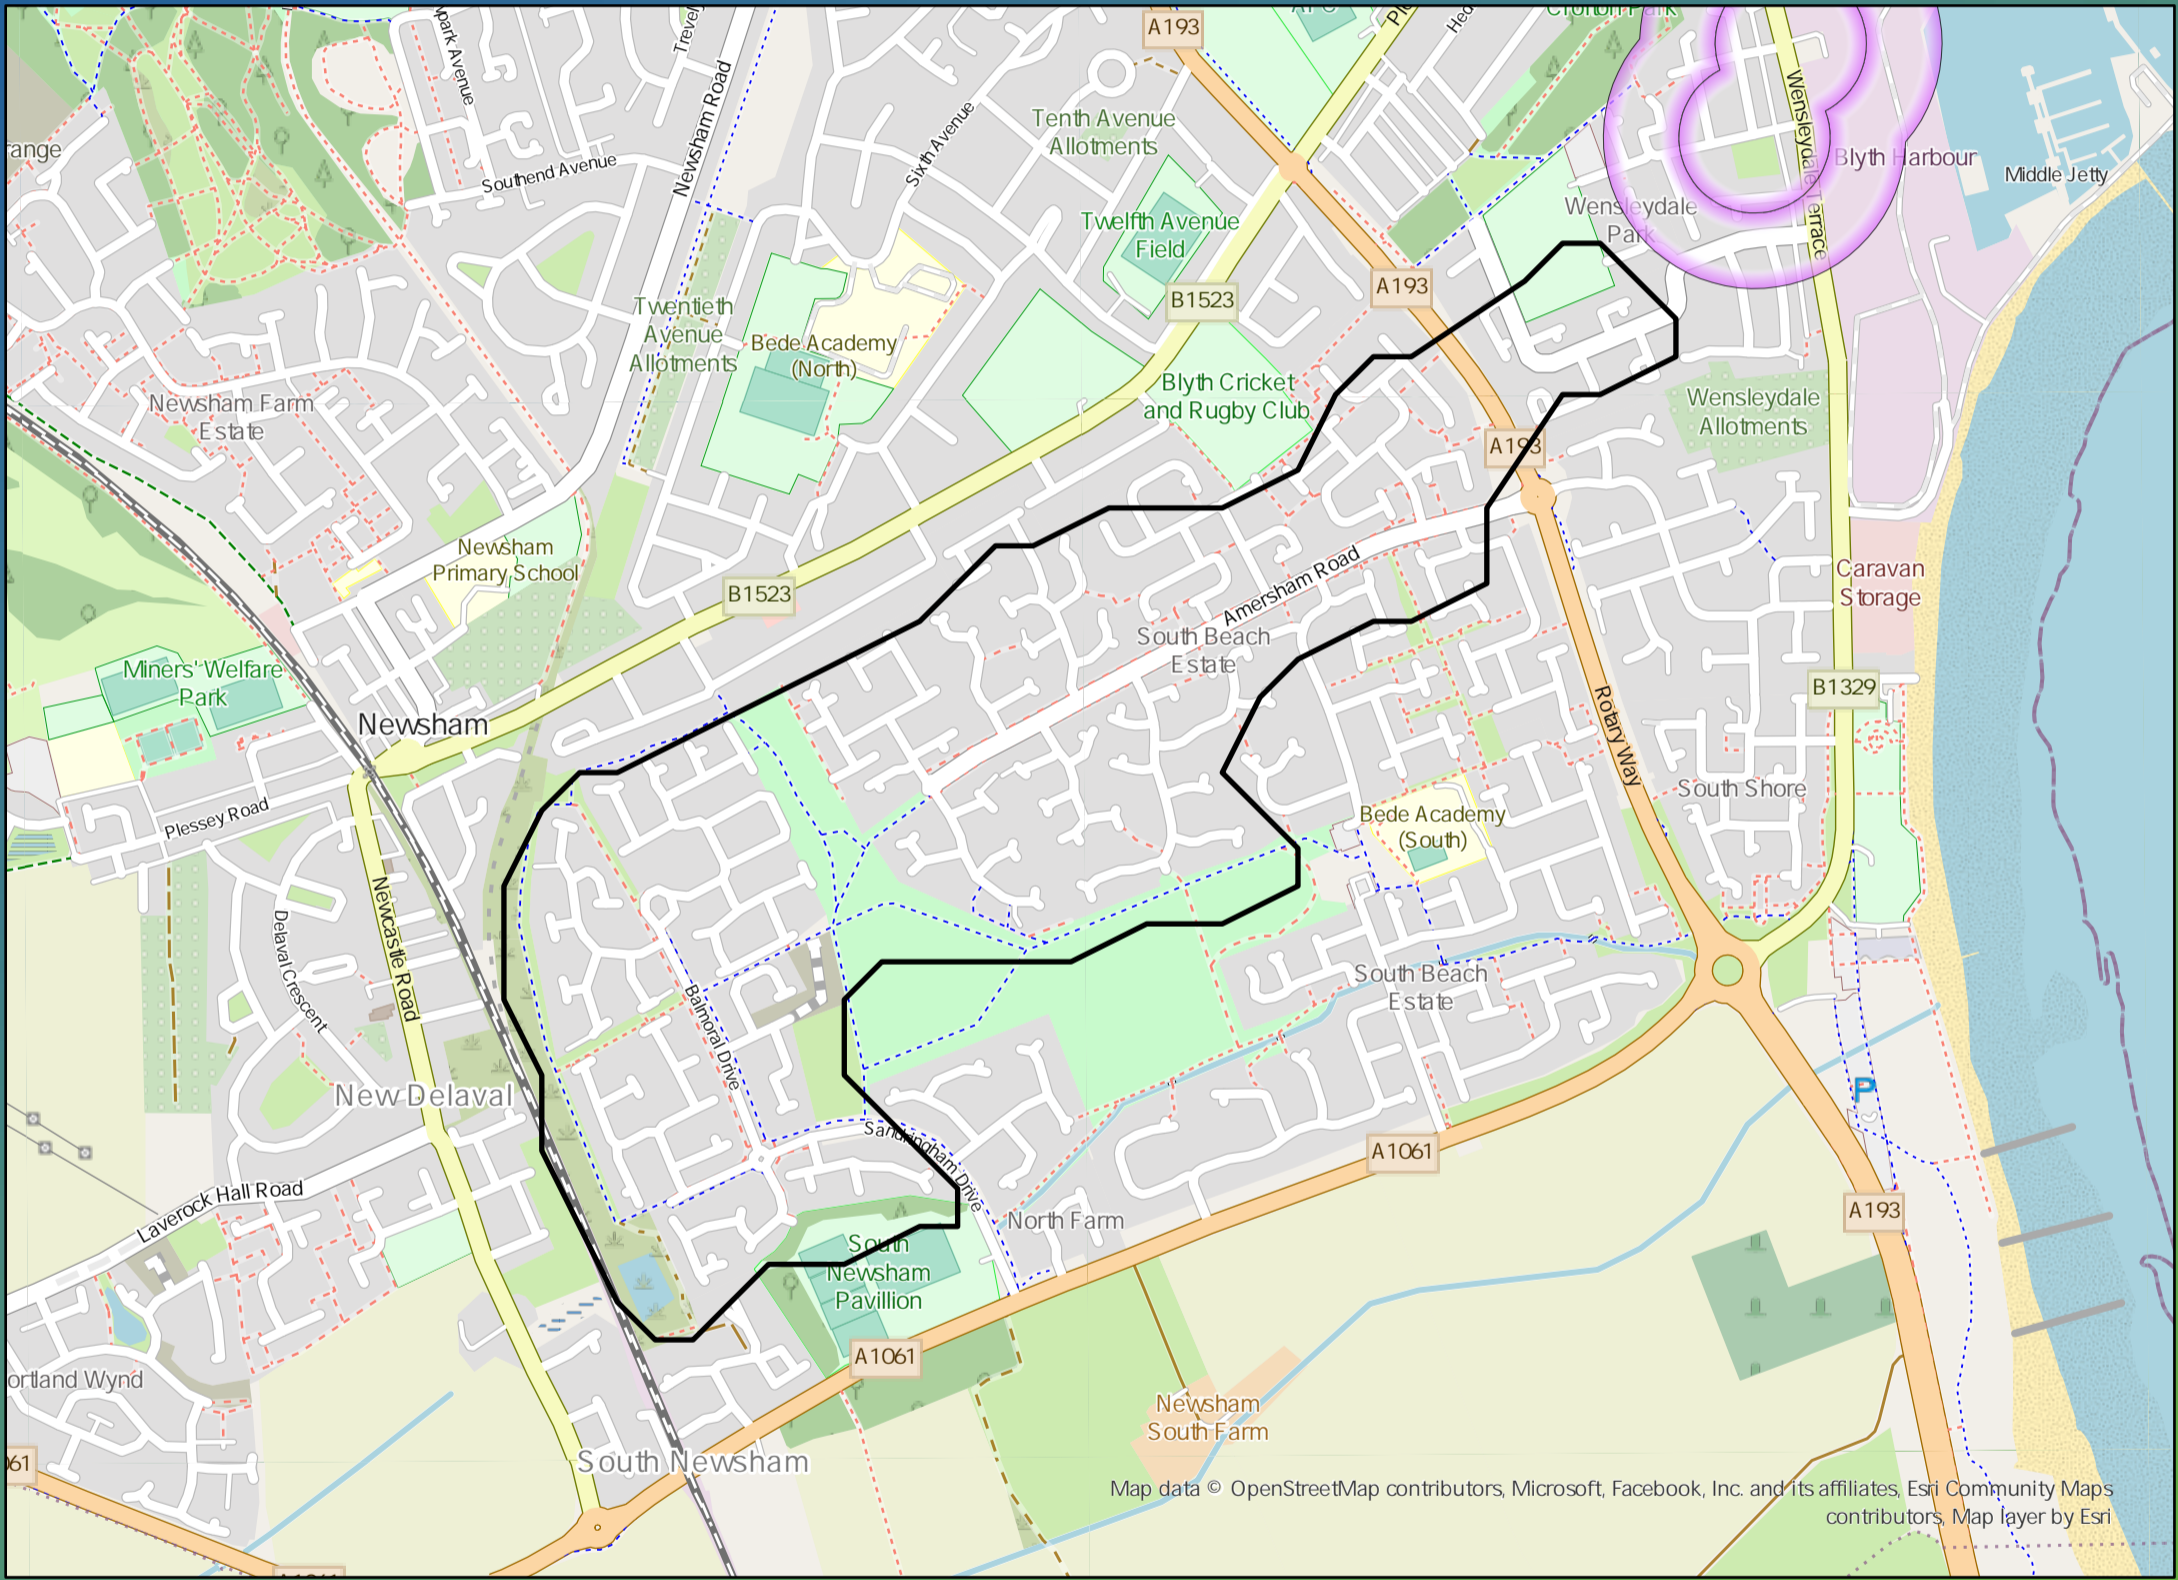 A193
Crofton Park
Newsham Road
Sixth Avenue
Tenth Avenue
Allotments
Southend Avenue
Wensleydale Terrace
Blyth Harbour
Middle Jetty
Wensleydale
Park
Twelfth Avenue
Field
A193
B1523
Twentieth
Avenue
Allotments
Bede Academy
(North)
Blyth Cricket
and Rugby Club
Wensleydale
Allotments
Newsham Farm
Estate
A193
Newsham
Primary School
B1523
Amersham Road
South Beach
Estate
Caravan
Storage
Miners' Welfare
Park
Newsham
B1329
Rotary Way
South Shore
Plessey Road
Bede Academy
(South)
Newcastle Road
Delaval Crescent
Balmoral Drive
South Beach
Estate
New Delaval
P
Sandringham Drive
A1061
Laverock Hall Road
North Farm
A193
South
Newsham
Pavillion
A1061
ortland Wynd
Newsham
South Farm
South Newsham
061
Map data © OpenStreetMap contributors, Microsoft, Facebook, Inc. and its affiliates, Esri Community Maps
contributors, Map layer by Esri